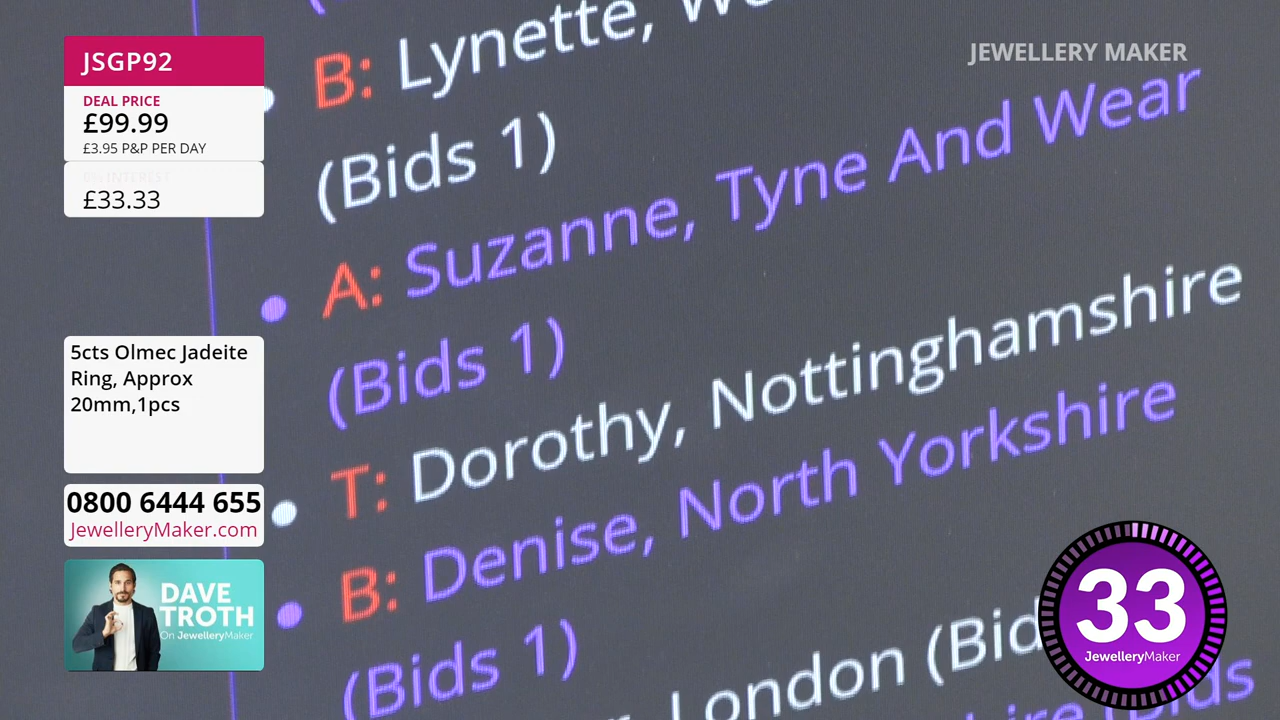 JSGP92
DEAL PRICE
£99.99
£3.95 P&P PER DAY
£33.33
5cts Olmec Jadeite
Ring, Approx
20mm,1pcs
0800 6444 655
JewelleryMaker.com
DAVE
TROTH
On JewelleryMaker
JEWELLERY MAKER
B: Lynette,
(Bids 1)
A: Suzanne, Tyne And Wear
(Bids 1)
T: Dorothy, Nottinghamshire
B: Denise, North Yorkshire
(Bids 1)
London (Bid
(Bids
33
JewelleryMaker